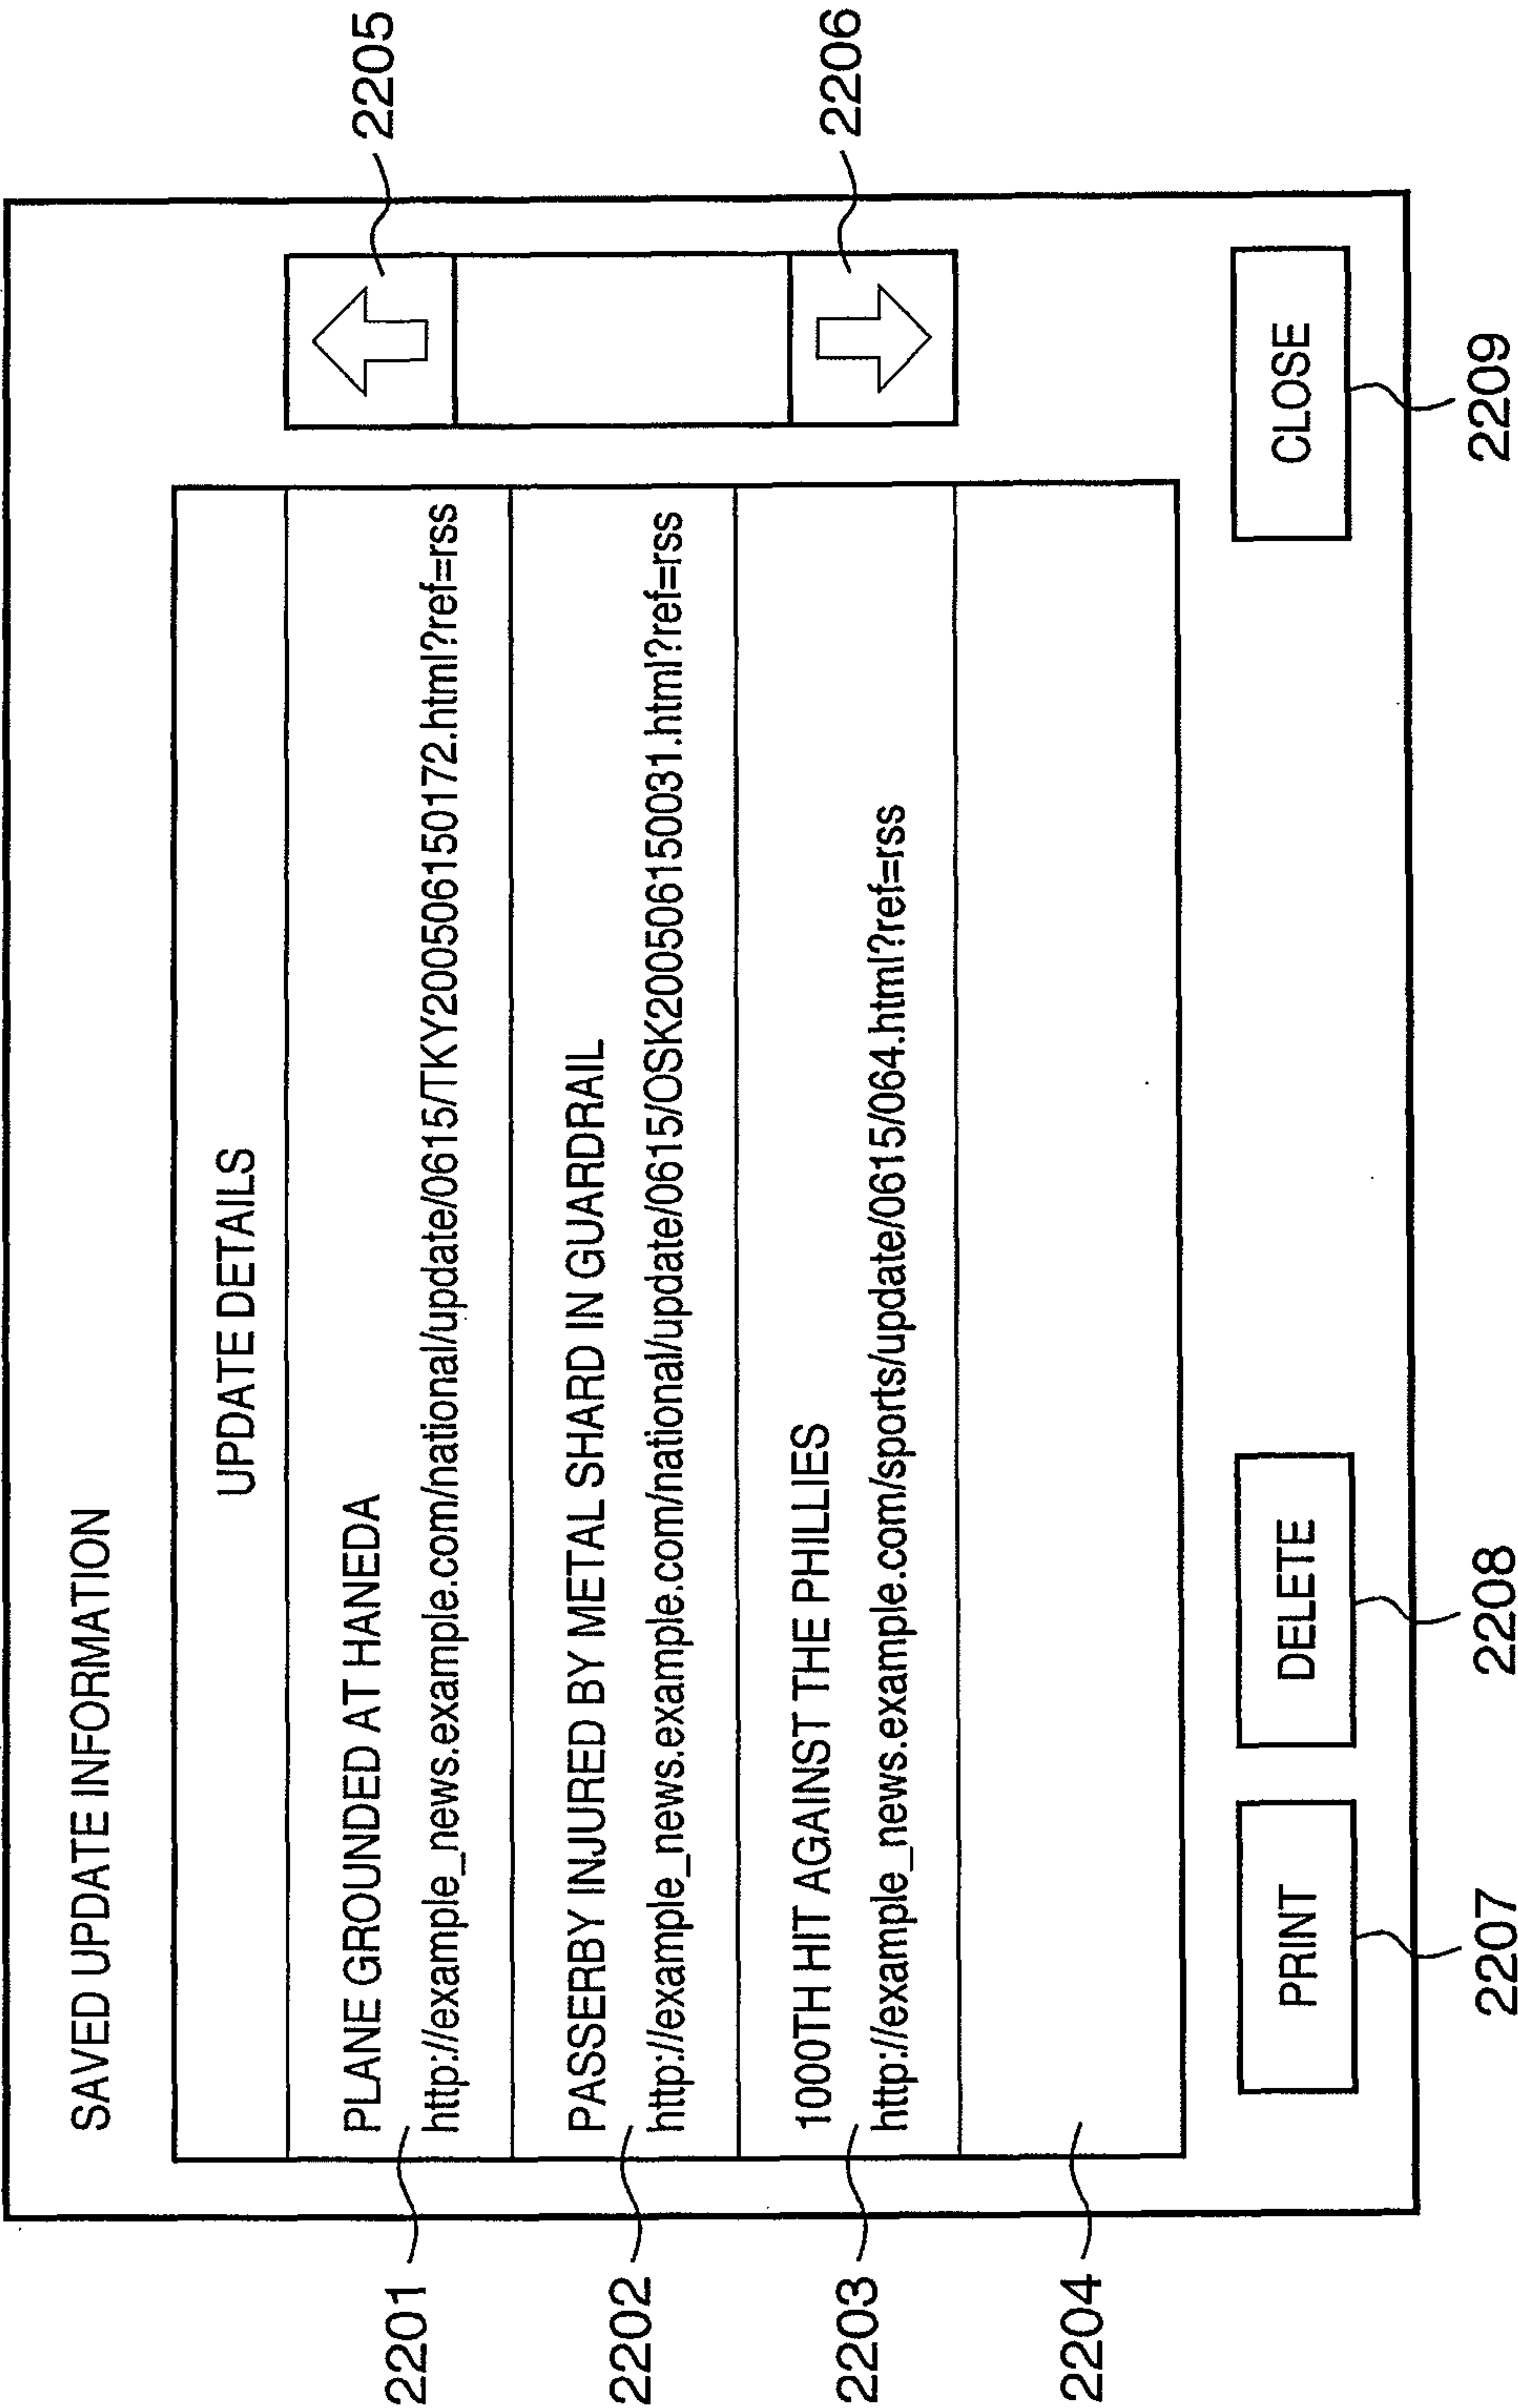 SAVED UPDATE INFORMATION
UPDATE DETAILS
2205
2201
PLANE GROUNDED AT HANEDA
http://example_news.example.com/national/update/0615/TKY200506150172.html?ref=rss
2202
PASSERBY INJURED BY METAL SHARD IN GUARDRAIL
http://example_news.example.com/national/update/0615/OSK200506150031.html?ref=rss
2203
1000TH HIT AGAINST THE PHILLIES
http://example_news.example.com/sports/update/0615/064.html?ref=rss
2206
2204
PRINT
DELETE
CLOSE
2207
2208
2209